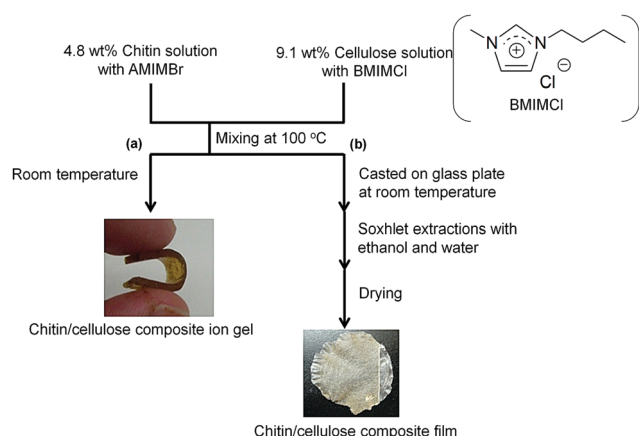 4.8 wt% Chitin solution
with AMIMBr
9.1 wt% Cellulose solution
with BMIMCl
N
N
+
Cl
−
BMIMCl
(a)
Mixing at 100 ºC
(b)
Room temperature
Casted on glass plate
at room temperature
Soxhlet extractions with
ethanol and water
Drying
Chitin/cellulose composite ion gel
Chitin/cellulose composite film